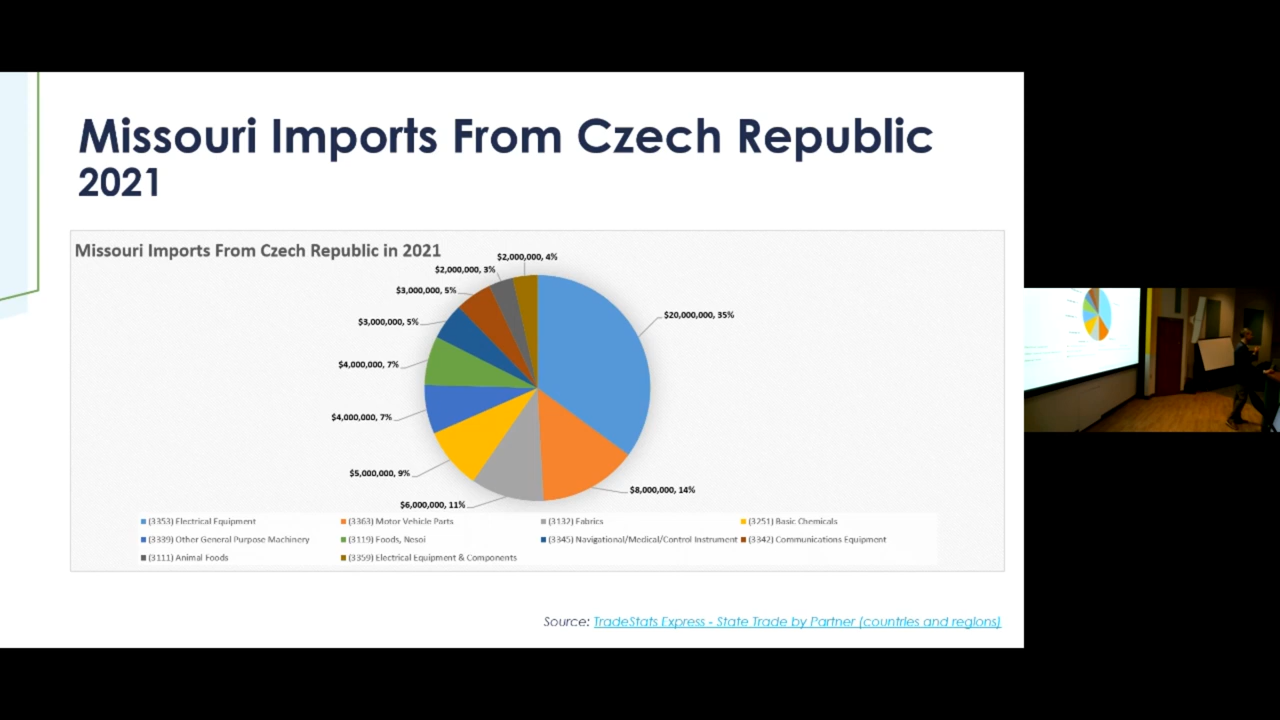 Missouri Imports From Czech Republic
2021
Missouri Imports From Czech Republic in 2021
$2,000,000, 4%
$2,000,000, 3%
$3,000,000, 5%
$20,000,000, 35%
$3,000,000, 5%
$4,000,000, 7%
$4,000,000, 7%
$5,000,000, 9%
$8,000,000, 14%
$6,000,000, 11%
(3353) Electrical Equipment (3363) Motor Vehicle Parts (3132) Fabrics (3251) Basic Chemicals
(3339) Other General Purpose Machinery (3119) Foods, Nesoi (3345) Navigational/Medical/Control Instrument (3342) Communications Equipment
(3111) Animal Foods (3359) Electrical Equipment & Components
Source: TradeStats Express - State Trade by Partner (countries and regions)